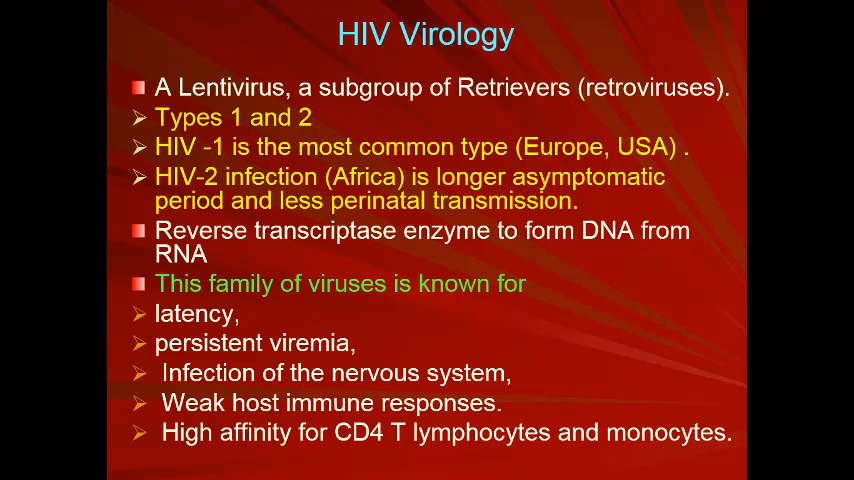 HIV Virology
A Lentivirus, a subgroup of Retrievers (retroviruses).
Types 1 and 2
HIV -1 is the most common type (Europe, USA) .
HIV-2 infection (Africa) is longer asymptomatic
period and less perinatal transmission.
Reverse transcriptase enzyme to form DNA from
RNA
This family of viruses is known for
latency,
persistent viremia,
Infection of the nervous system,
Weak host immune responses.
High affinity for CD4 T lymphocytes and monocytes.